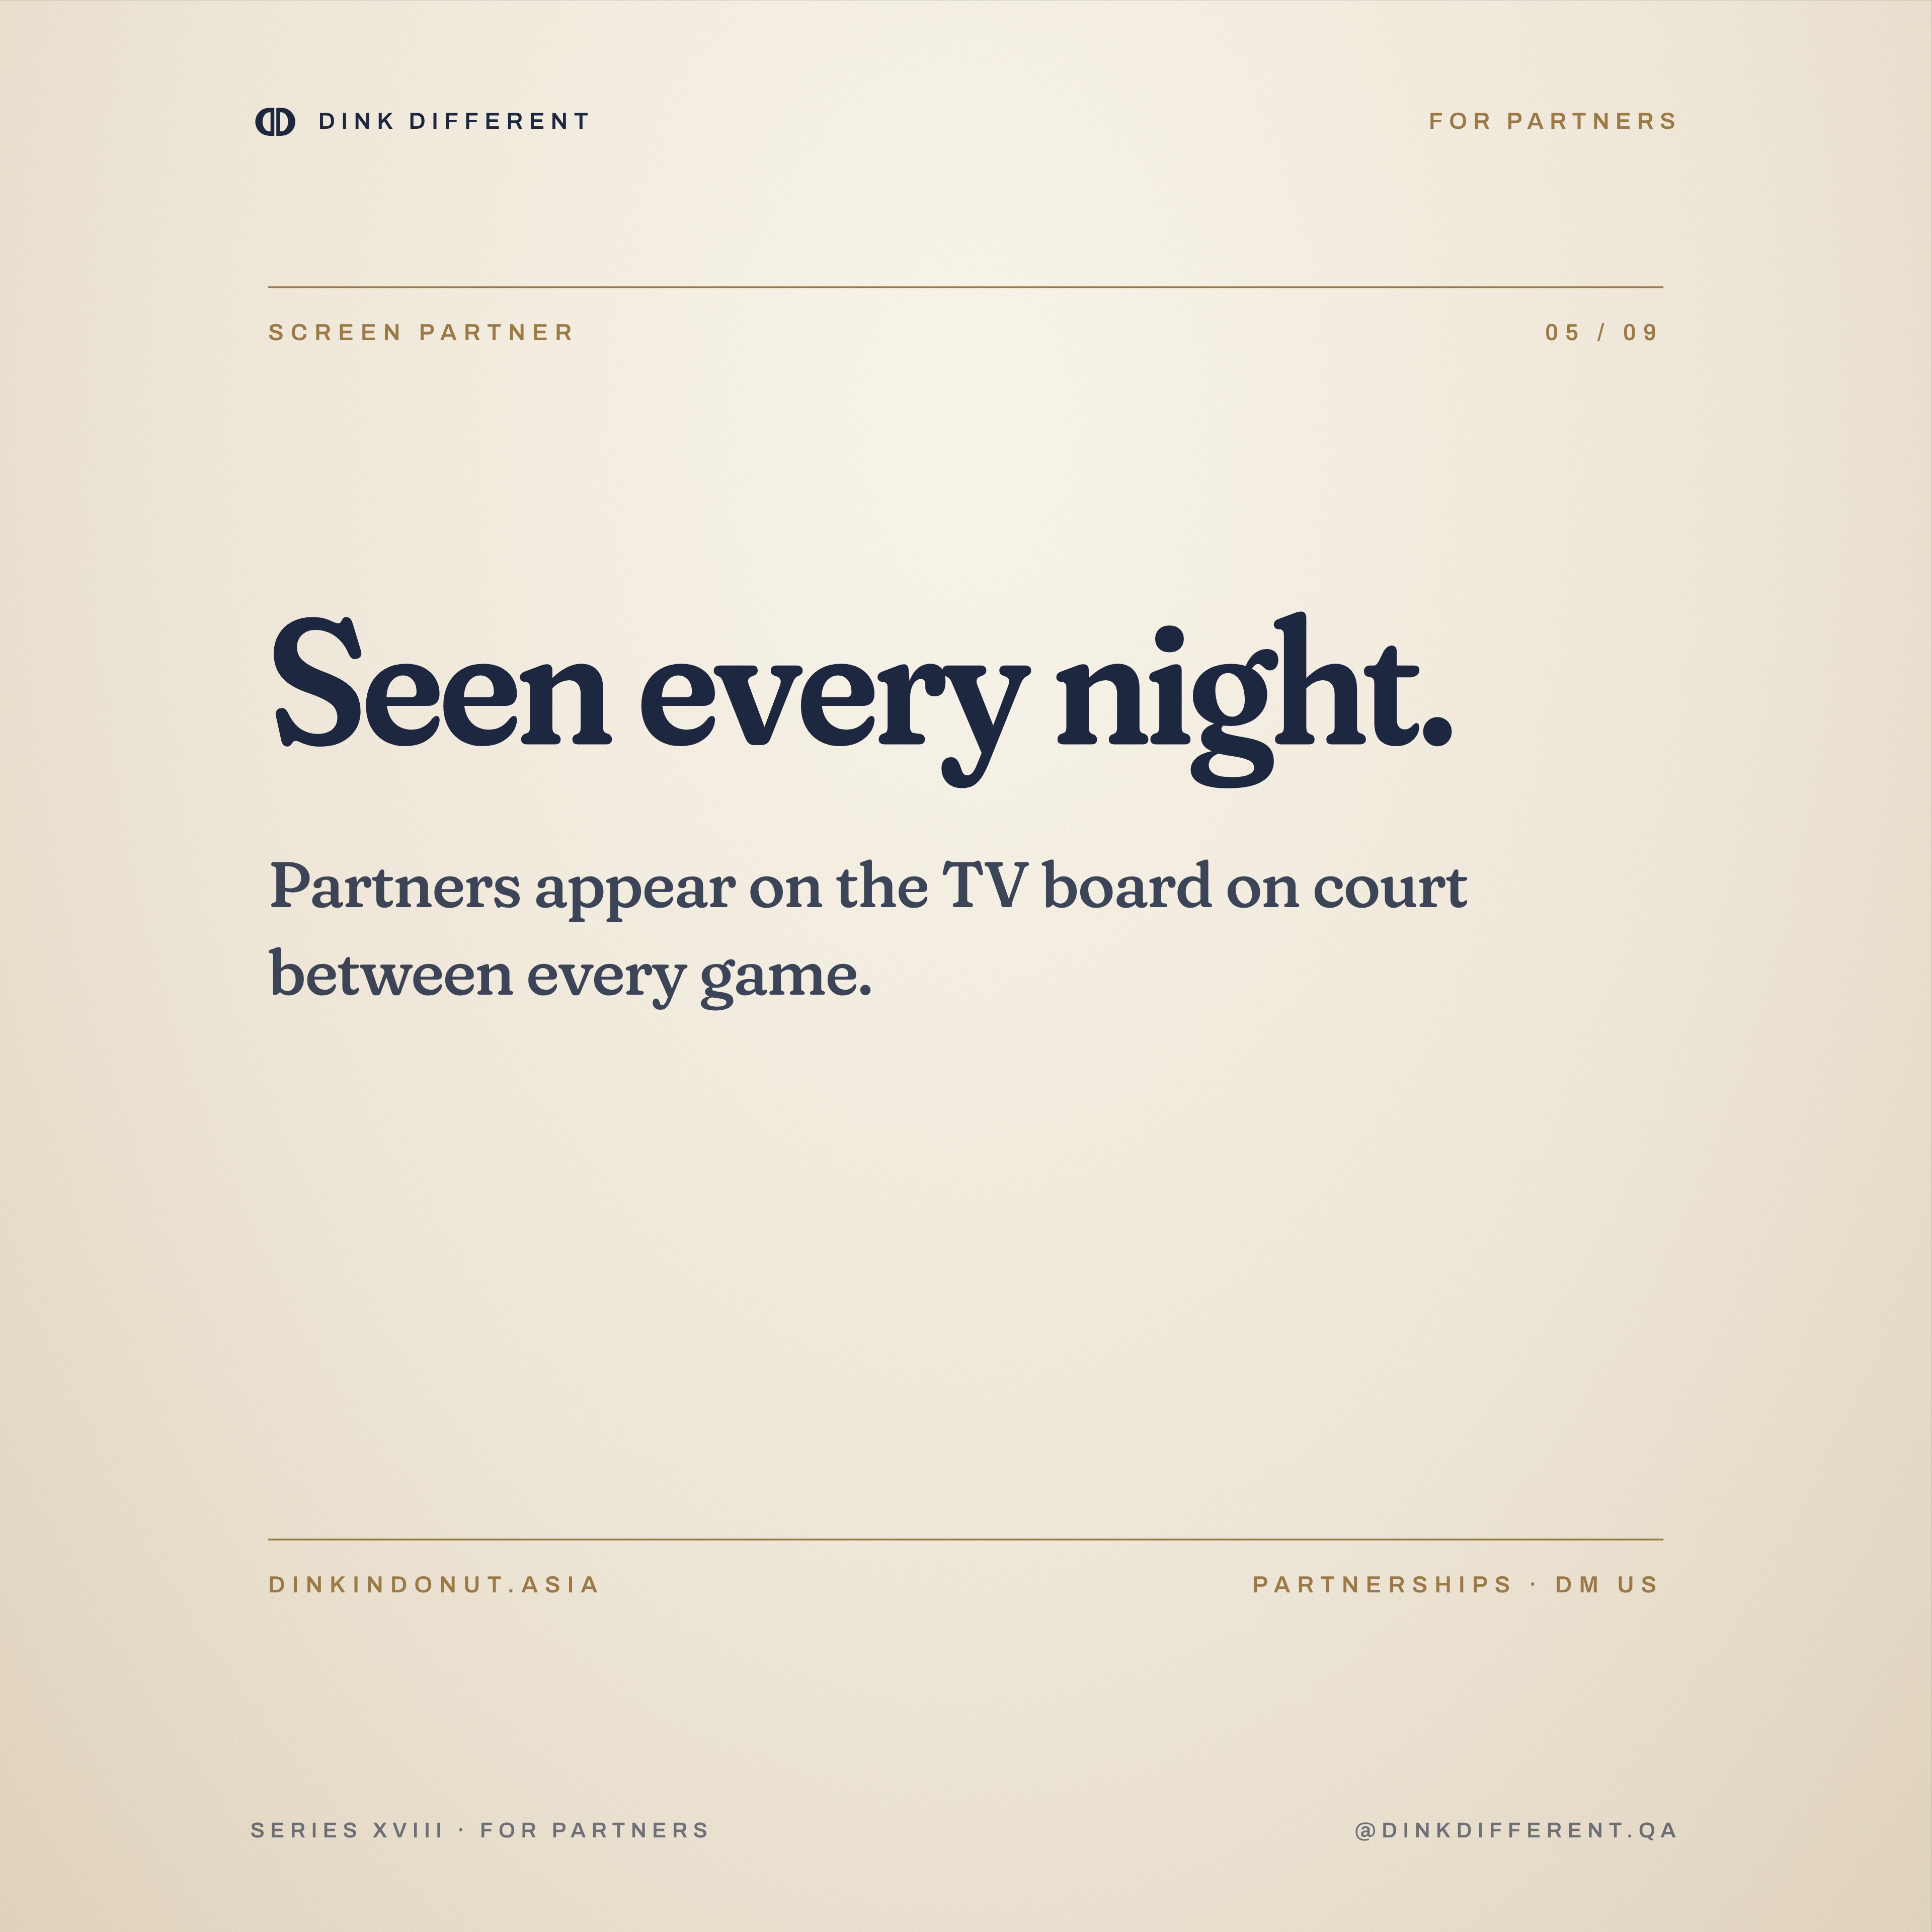 DINK DIFFERENT
FOR PARTNERS
SCREEN PARTNER
05 / 09
Seen every night.
Partners appear on the TV board on court
between every game.
DINKINDONUT.ASIA
PARTNERSHIPS · DM US
SERIES XVIII · FOR PARTNERS
@DINKDIFFERENT.QA